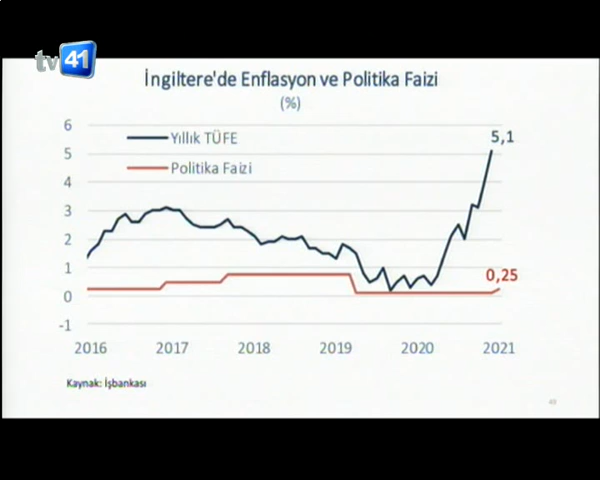 tv41
İngiltere'de Enflasyon ve Politika Faizi
(%)
6
5
4
3
2
1
0
-1
Yıllık TÜFE
Politika Faizi
5,1
0,25
2016 2017 2018 2019 2020 2021
Kaynak: İşbankası